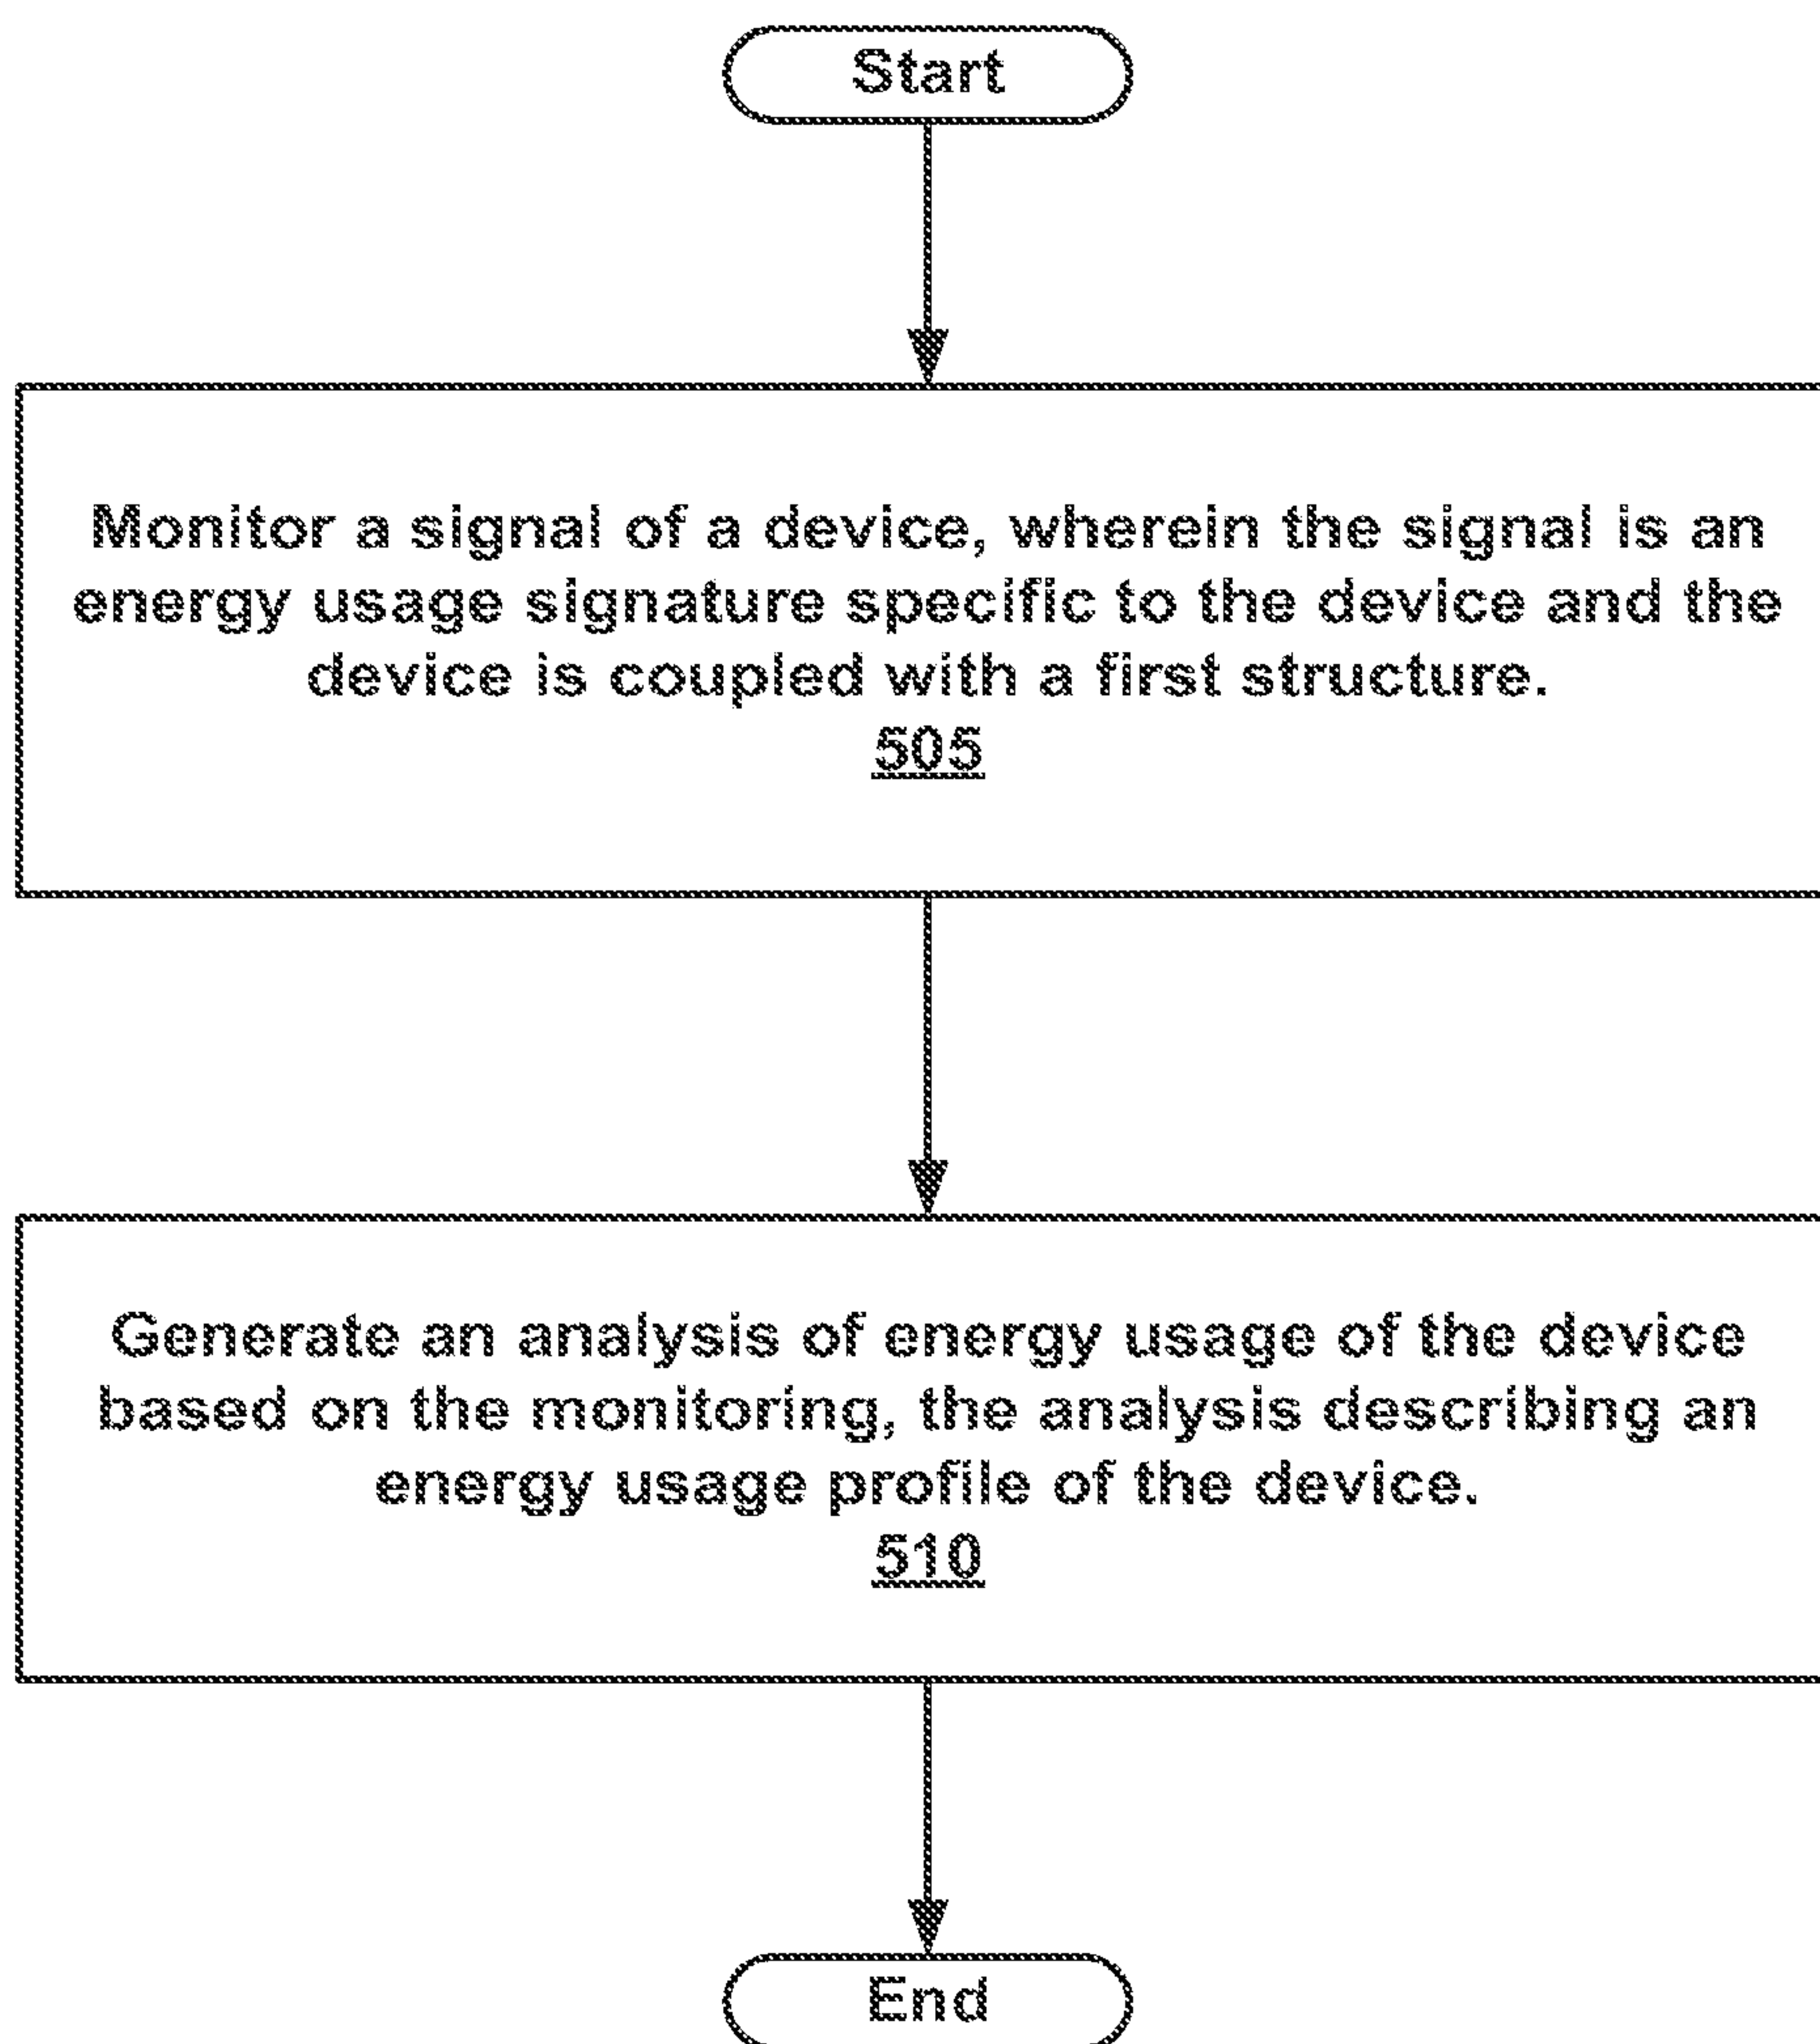 Start
Monitor a signal of a device, wherein the signal is an
energy usage signature specific to the device and the
device is coupled with a first structure.
505
Generate an analysis of energy usage of the device
based on the monitoring, the analysis describing an
energy usage profile of the device.
510
End